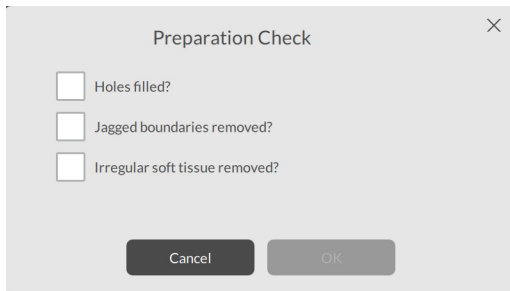 Preparation Check
Holes filled?
Jagged boundaries removed?
Irregular soft tissue removed?
Cancel
OK